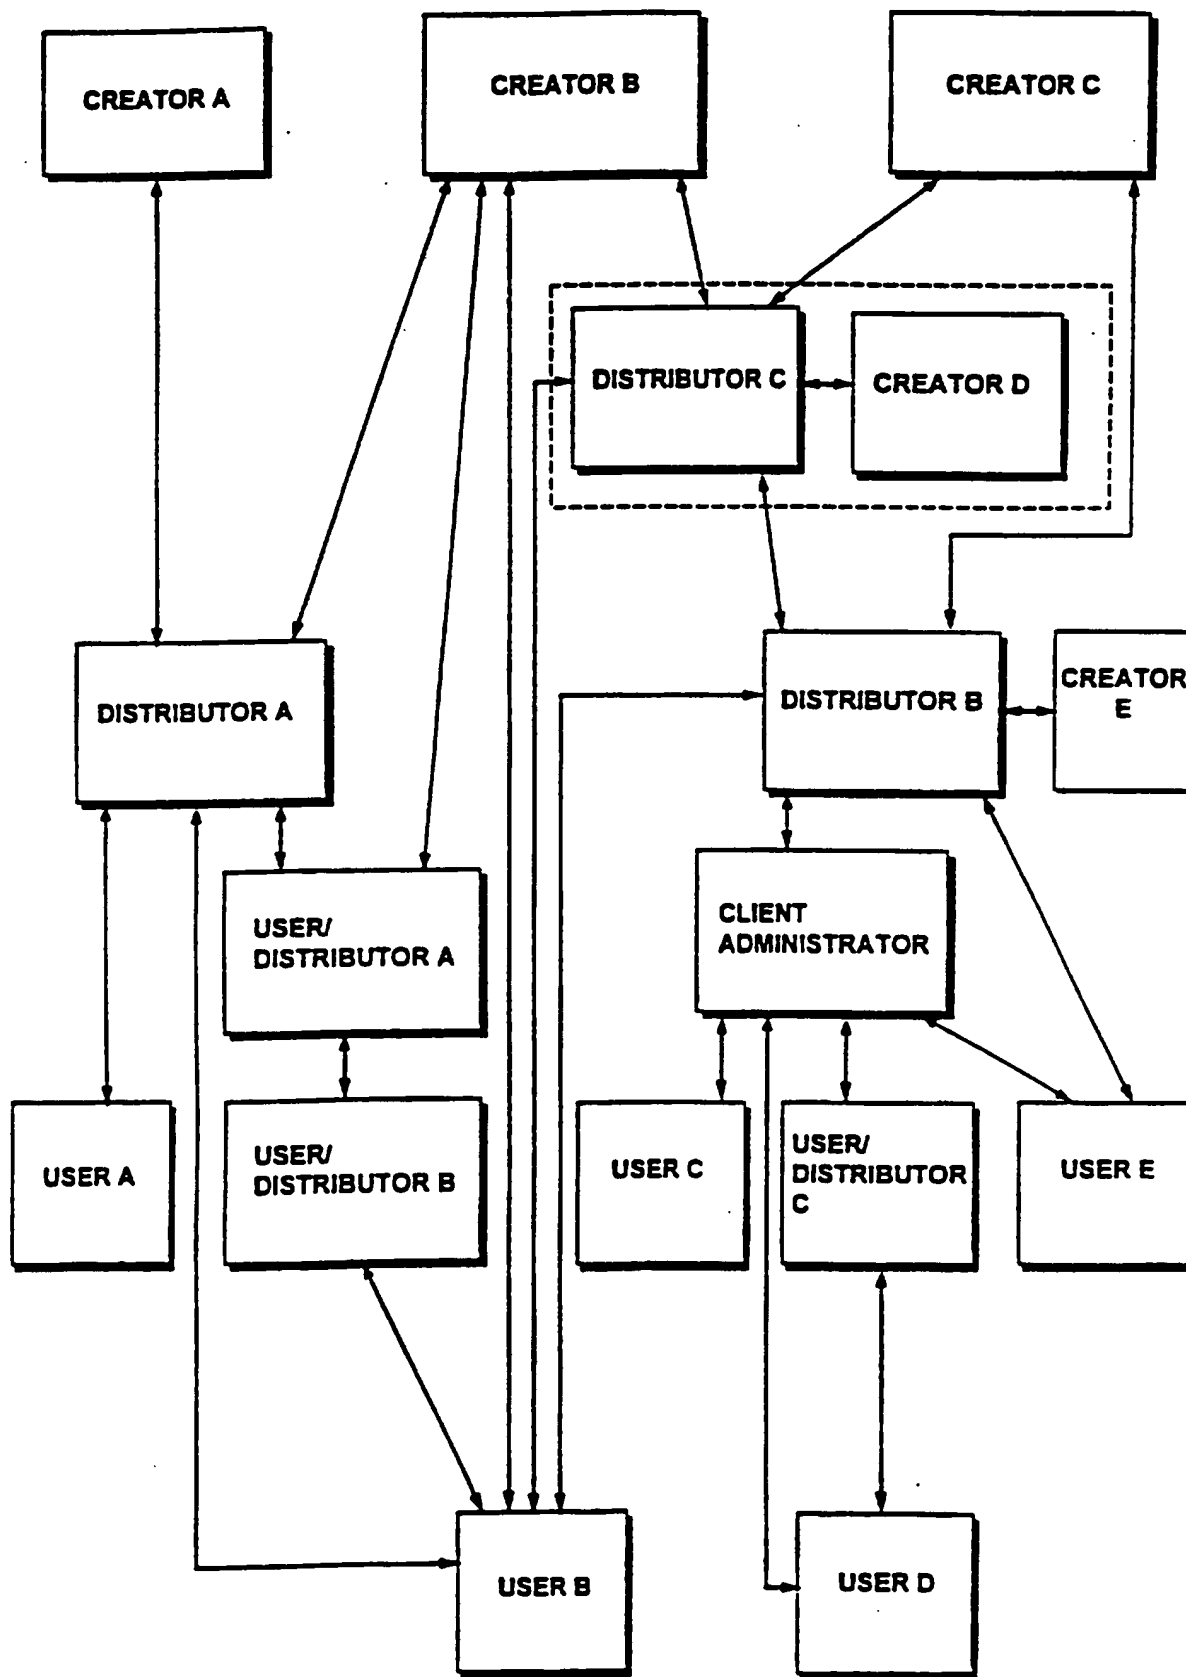 CREATOR A
CREATOR B
CREATOR C
DISTRIBUTOR C
CREATOR D
DISTRIBUTOR A
DISTRIBUTOR B
CREATOR
E
USER/
DISTRIBUTOR A
CLIENT
ADMINISTRATOR
USER A
USER/
DISTRIBUTOR B
USER C
USER/
DISTRIBUTOR
C
USER E
USER B
USER D